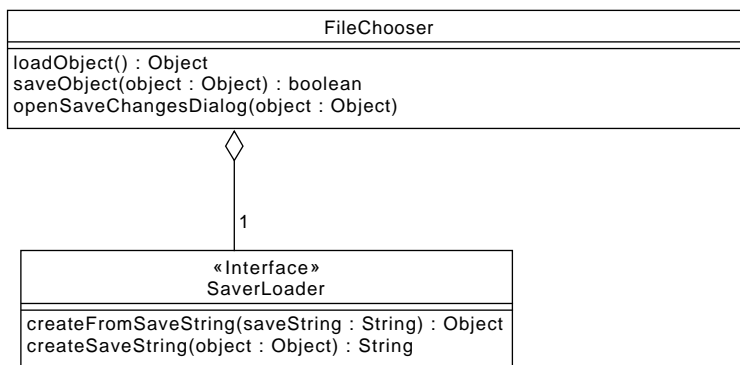 FileChooser
loadObject() : Object
saveObject(object : Object) : boolean
openSaveChangesDialog(object : Object)
1
«Interface»
SaverLoader
createFromSaveString(saveString : String) : Object
createSaveString(object : Object) : String